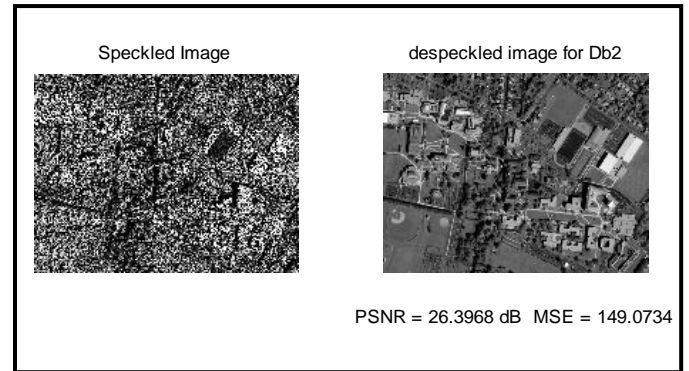 Speckled Image
despeckled image for Db2
PSNR = 26.3968 dB MSE = 149.0734